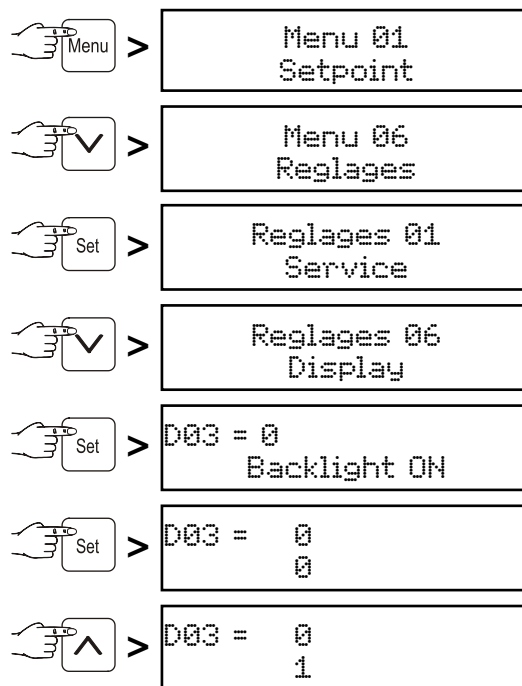 Menu > Menu 01
Setpoint
> Menu 06
Reglages
Set > Reglages 01
Service
> Reglages 06
Display
Set > D03 = 0
Backlight ON
Set > D03 = 0
0
> D03 = 0
1